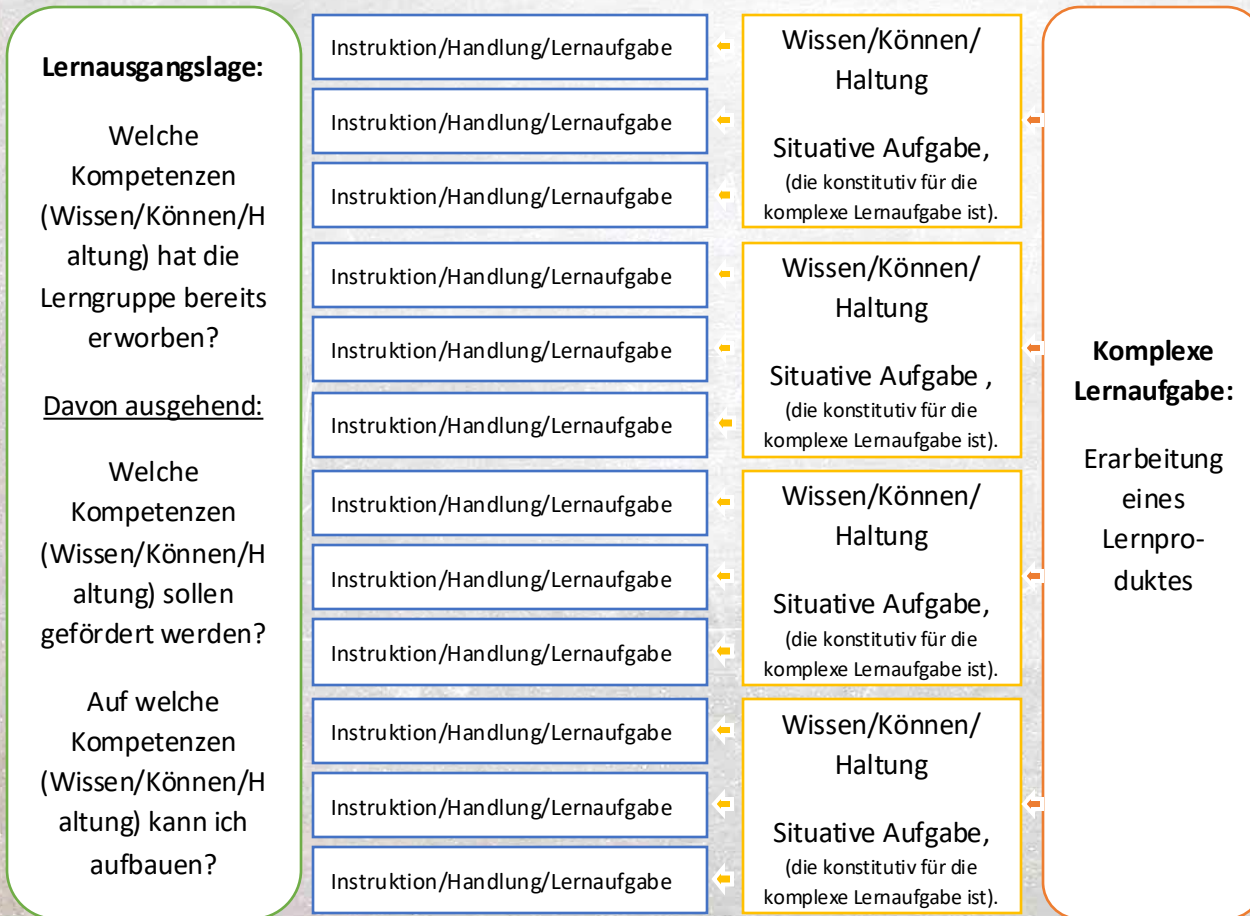 Lernausgangslage:
Welche
Kompetenzen
(Wissen/Können/H
altung) hat die
Lerngruppe bereits
erworben?
Davon ausgehend:
Welche
Kompetenzen
(Wissen/Können/H
altung) sollen
gefördert werden?
Auf welche
Kompetenzen
(Wissen/Können/H
altung) kann ich
aufbauen?
Instruktion/Handlung/Lernaufgabe
Instruktion/Handlung/Lernaufgabe
Instruktion/Handlung/Lernaufgabe
Instruktion/Handlung/Lernaufgabe
Instruktion/Handlung/Lernaufgabe
Instruktion/Handlung/Lernaufgabe
Instruktion/Handlung/Lernaufgabe
Instruktion/Handlung/Lernaufgabe
Instruktion/Handlung/Lernaufgabe
Instruktion/Handlung/Lernaufgabe
Instruktion/Handlung/Lernaufgabe
Instruktion/Handlung/Lernaufgabe
Wissen/Können/
Haltung
Situative Aufgabe,
(die konstitutiv für die
komplexe Lernaufgabe ist).
Wissen/Können/
Haltung
Situative Aufgabe ,
(die konstitutiv für die
komplexe Lernaufgabe ist).
Wissen/Können/
Haltung
Situative Aufgabe,
(die konstitutiv für die
komplexe Lernaufgabe ist).
Wissen/Können/
Haltung
Situative Aufgabe,
(die konstitutiv für die
komplexe Lernaufgabe ist).
Komplexe
Lernaufgabe:
Erarbeitung
eines
Lernpro-
duktes